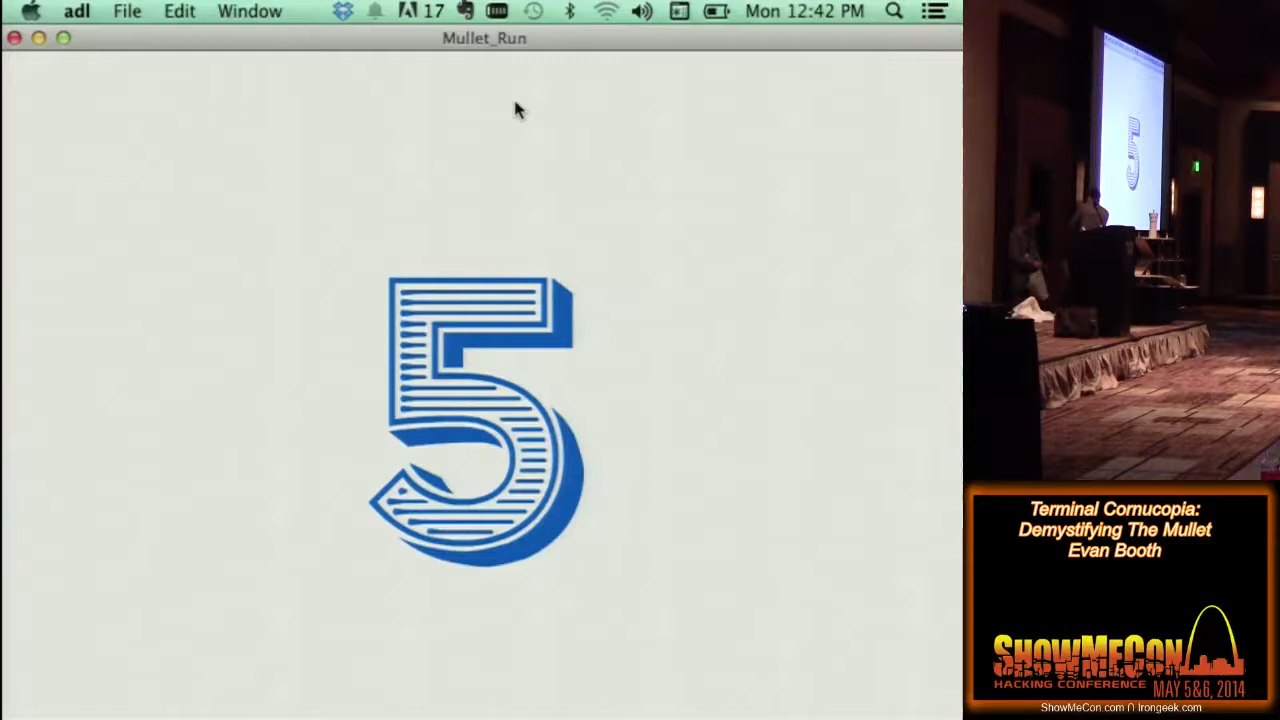 adl File Edit Window 17 Mon 12:42 PM
Mullet_Run
5
5
Terminal Cornucopia:
Demystifying The Mullet
Evan Booth
SHOWMECON
HACKING CONFERENCE MAY 5&6, 2014
ShowMeCon.com ∩ Irongeek.com